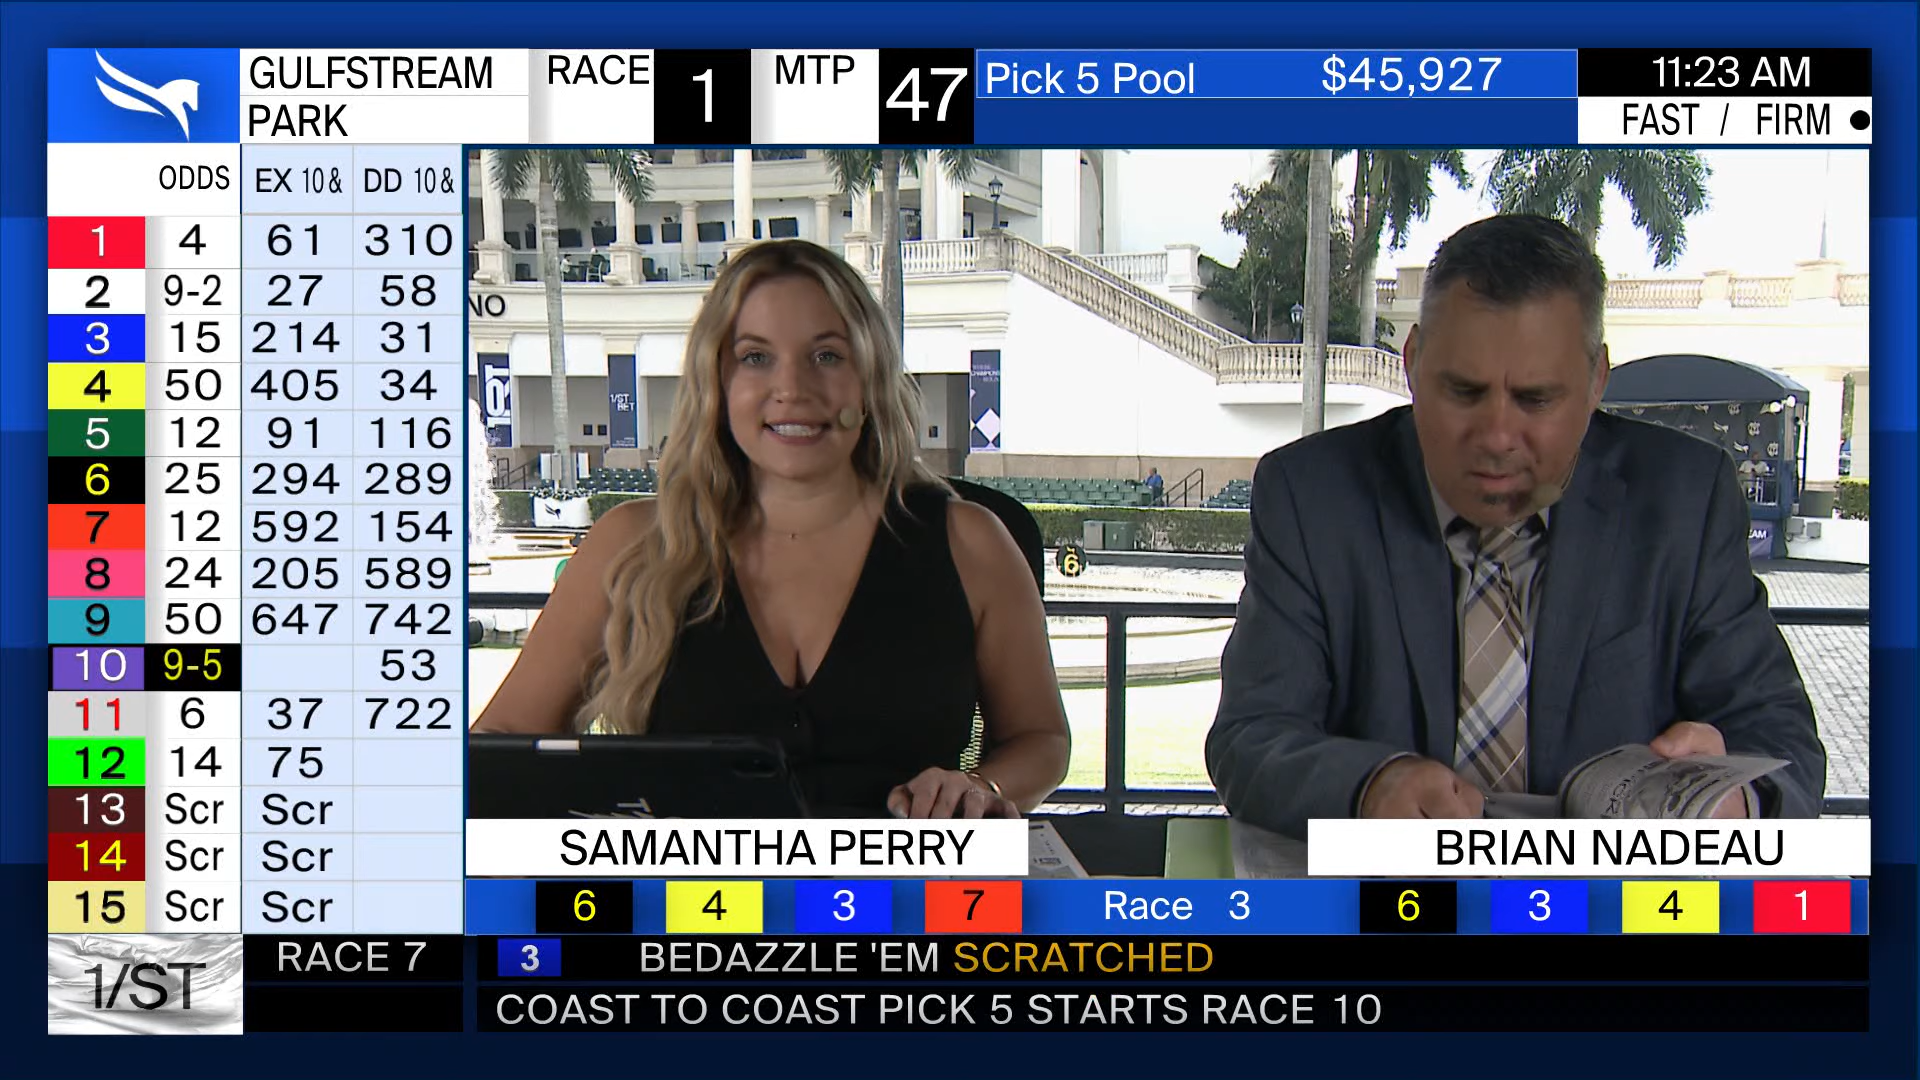 GULFSTREAM PARK RACE 1 MTP 47 Pick 5 Pool $45,927 11:23 AM
FAST / FIRM
ODDS EX 10& DD 10&
1 4 61 310
2 9-2 27 58
3 15 214 31
4 50 405 34
5 12 91 116
6 25 294 289
7 12 592 154
8 24 205 589
9 50 647 742
10 9-5 53
11 6 37 722
12 14 75
13 Scr Scr
14 Scr Scr
15 Scr Scr
NO
1/ST BET
6
SAMANTHA PERRY BRIAN NADEAU
6 4 3 7 Race 3 6 3 4 1
1/ST RACE 7 3 BEDAZZLE 'EM SCRATCHED
COAST TO COAST PICK 5 STARTS RACE 10